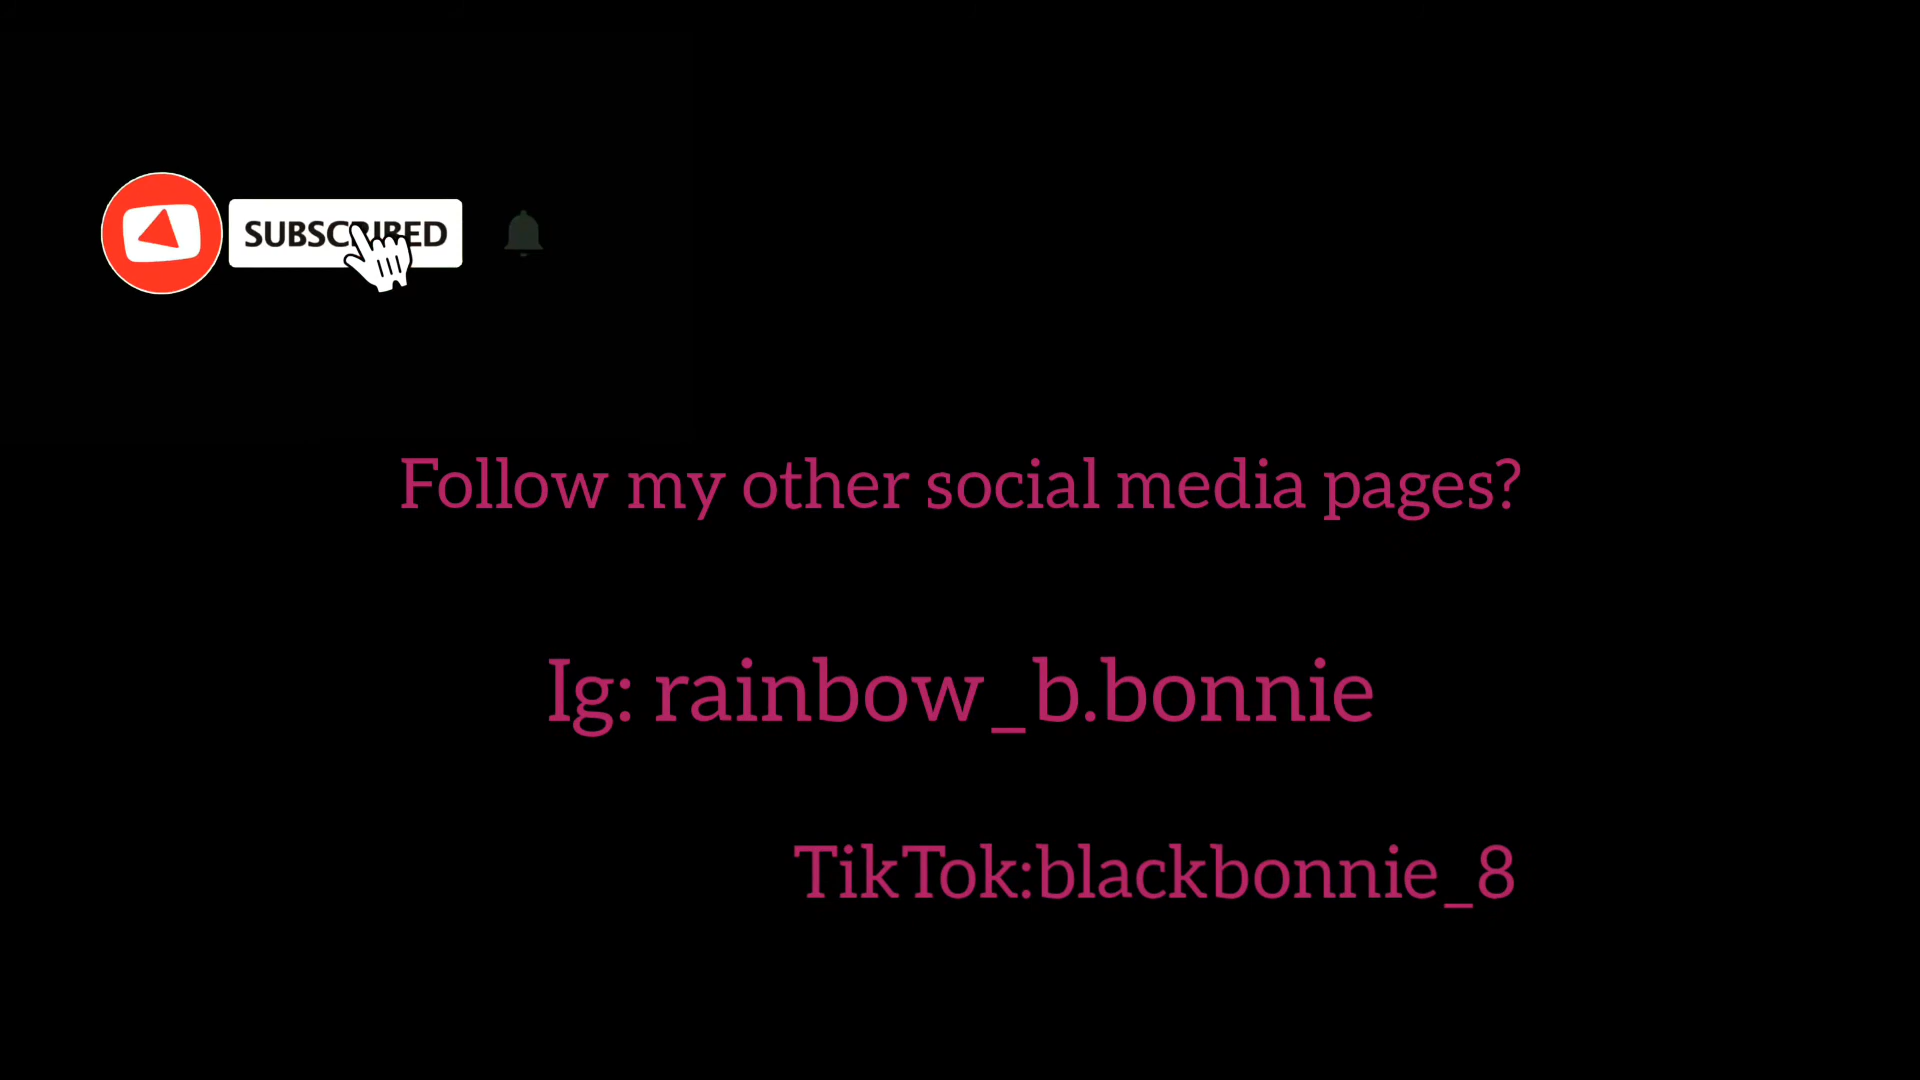 SUBSCRIBED
Follow my other social media pages?
Ig: rainbow_b.bonnie
TikTok:blackbonnie_8